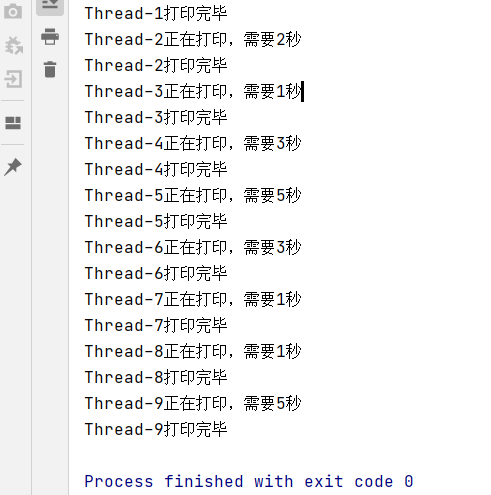 Thread-1打印完毕
Thread-2正在打印，需要2秒
Thread-2打印完毕
Thread-3正在打印，需要1秒
Thread-3打印完毕
Thread-4正在打印，需要3秒
Thread-4打印完毕
Thread-5正在打印，需要5秒
Thread-5打印完毕
Thread-6正在打印，需要3秒
Thread-6打印完毕
Thread-7正在打印，需要1秒
Thread-7打印完毕
Thread-8正在打印，需要1秒
Thread-8打印完毕
Thread-9正在打印，需要5秒
Thread-9打印完毕
Process finished with exit code 0